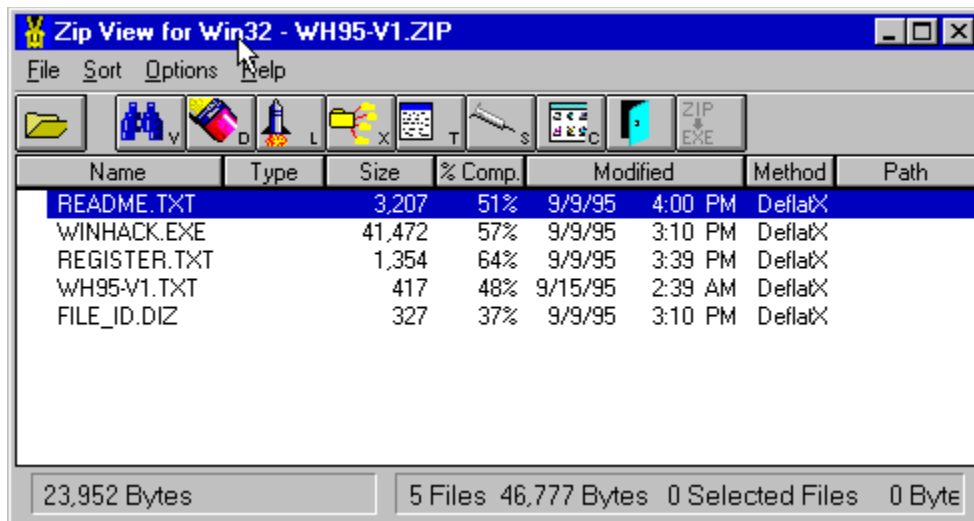 Zip View for Win32 - WH95-V1.ZIP
File Sort Options Help
V D L X T S C ZIP EXE
Name Type Size % Comp. Modified Method Path
README.TXT 3,207 51% 9/9/95 4:00 PM DeflatX
WINHACK.EXE 41,472 57% 9/9/95 3:10 PM DeflatX
REGISTER.TXT 1,354 64% 9/9/95 3:39 PM DeflatX
WH95-V1.TXT 417 48% 9/15/95 2:39 AM DeflatX
FILE_ID.DIZ 327 37% 9/9/95 3:10 PM DeflatX
23,952 Bytes 5 Files 46,777 Bytes 0 Selected Files 0 Byte